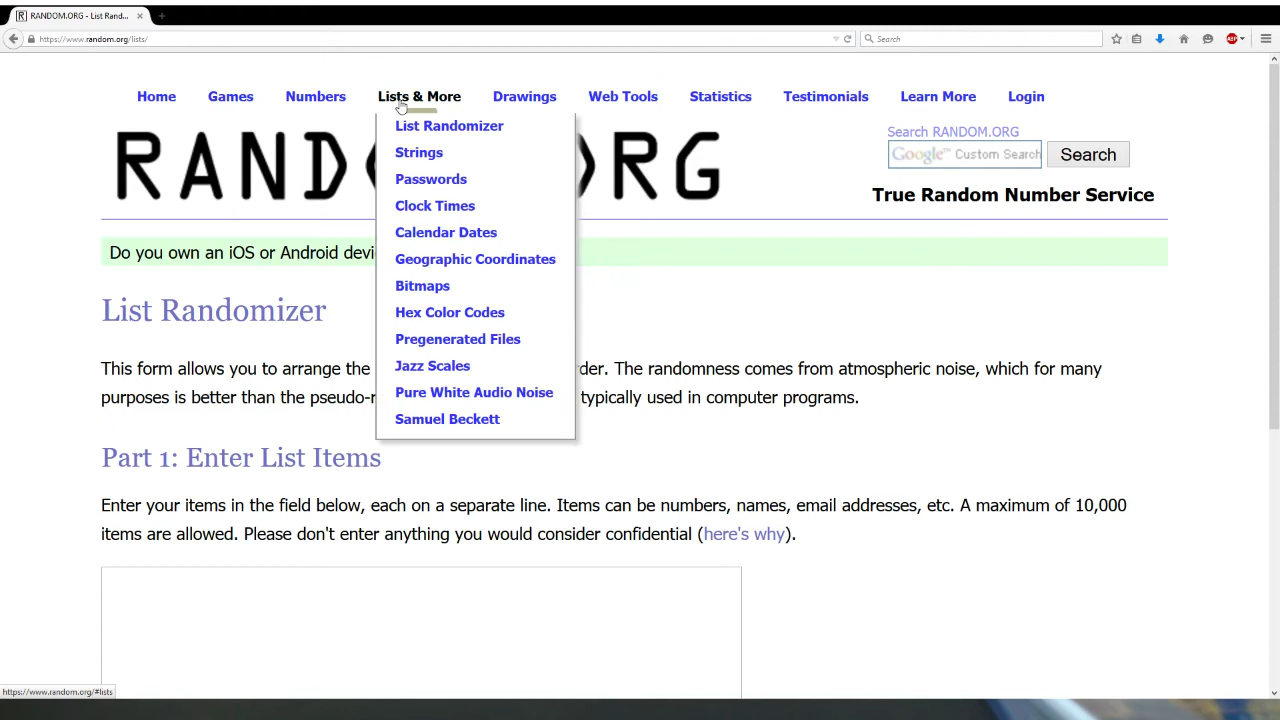 RANDOM.ORG - List Rand...
https://www.random.org/lists/
Search
Home Games Numbers Lists & More Drawings Web Tools Statistics Testimonials Learn More Login
List Randomizer
Strings
Passwords
Clock Times
Calendar Dates
Geographic Coordinates
Bitmaps
Hex Color Codes
Pregenerated Files
Jazz Scales
Pure White Audio Noise
Samuel Beckett
RAND ORG
Search RANDOM.ORG
Google™ Custom Search Search
True Random Number Service
Do you own an iOS or Android devi
List Randomizer
This form allows you to arrange the rder. The randomness comes from atmospheric noise, which for many
purposes is better than the pseudo-r typically used in computer programs.
Part 1: Enter List Items
Enter your items in the field below, each on a separate line. Items can be numbers, names, email addresses, etc. A maximum of 10,000
items are allowed. Please don't enter anything you would consider confidential (here's why).
https://www.random.org/#lists